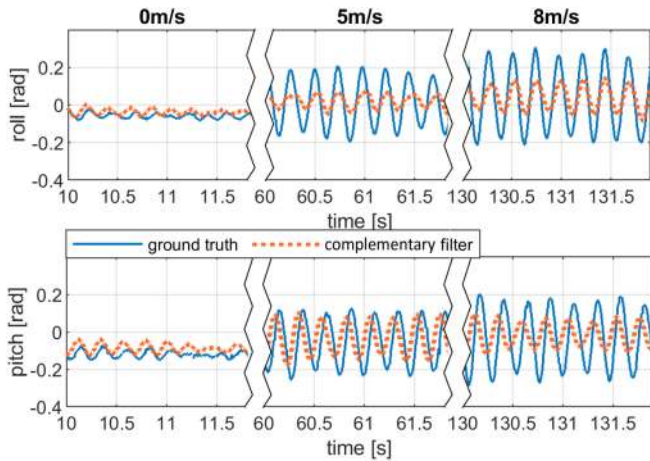 0m/s 5m/s 8m/s
roll [rad]
0.2
0
-0.2
-0.4
10 10.5 11 11.5 60 60.5 61 61.5 130 130.5 131 131.5
time [s]
ground truth complementary filter
pitch [rad]
0.2
0
-0.2
-0.4
10 10.5 11 11.5 60 60.5 61 61.5 130 130.5 131 131.5
time [s]